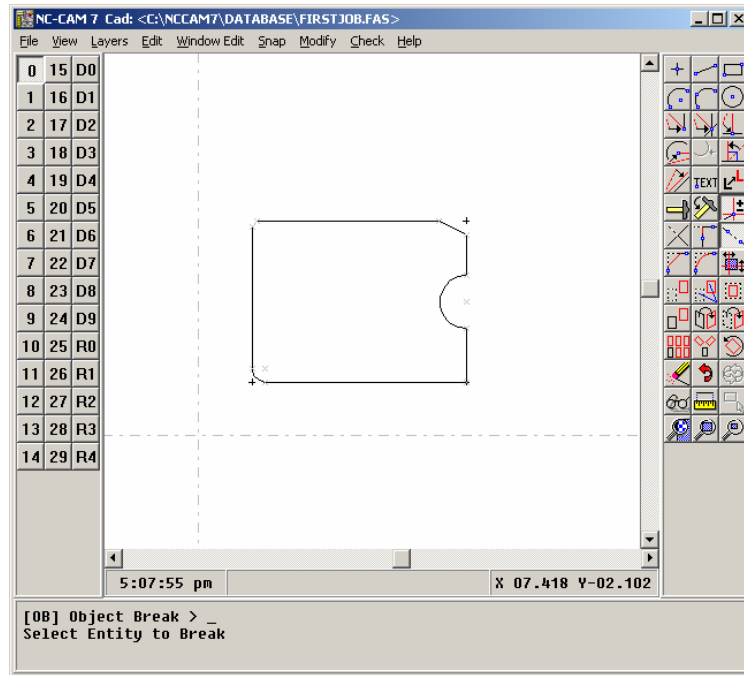 NC-CAM 7 Cad: <C:\NCCAM7\DATABASE\FIRSTJOB.FAS>
File View Layers Edit Window Edit Snap Modify Check Help
0 15 D0
1 16 D1
2 17 D2
3 18 D3
4 19 D4
5 20 D5
6 21 D6
7 22 D7
8 23 D8
9 24 D9
10 25 R0
11 26 R1
12 27 R2
13 28 R3
14 29 R4
TEXT
5:07:55 pm X 07.418 Y-02.102
[OB] Object Break > _
Select Entity to Break